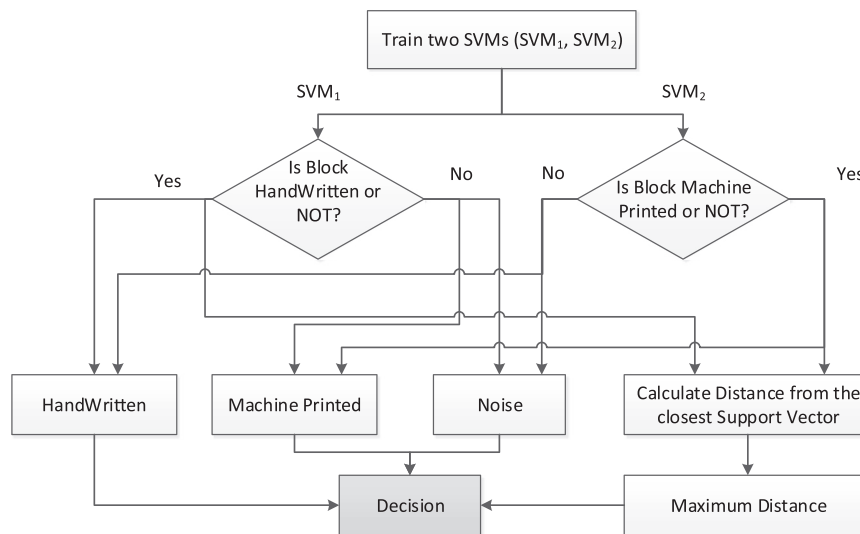 Train two SVMs (SVM₁, SVM₂)
SVM₁
SVM₂
Is Block
HandWritten or
NOT?
Yes
No
No
Is Block Machine
Printed or NOT?
Yes
HandWritten
Machine Printed
Noise
Calculate Distance from the
closest Support Vector
Decision
Maximum Distance